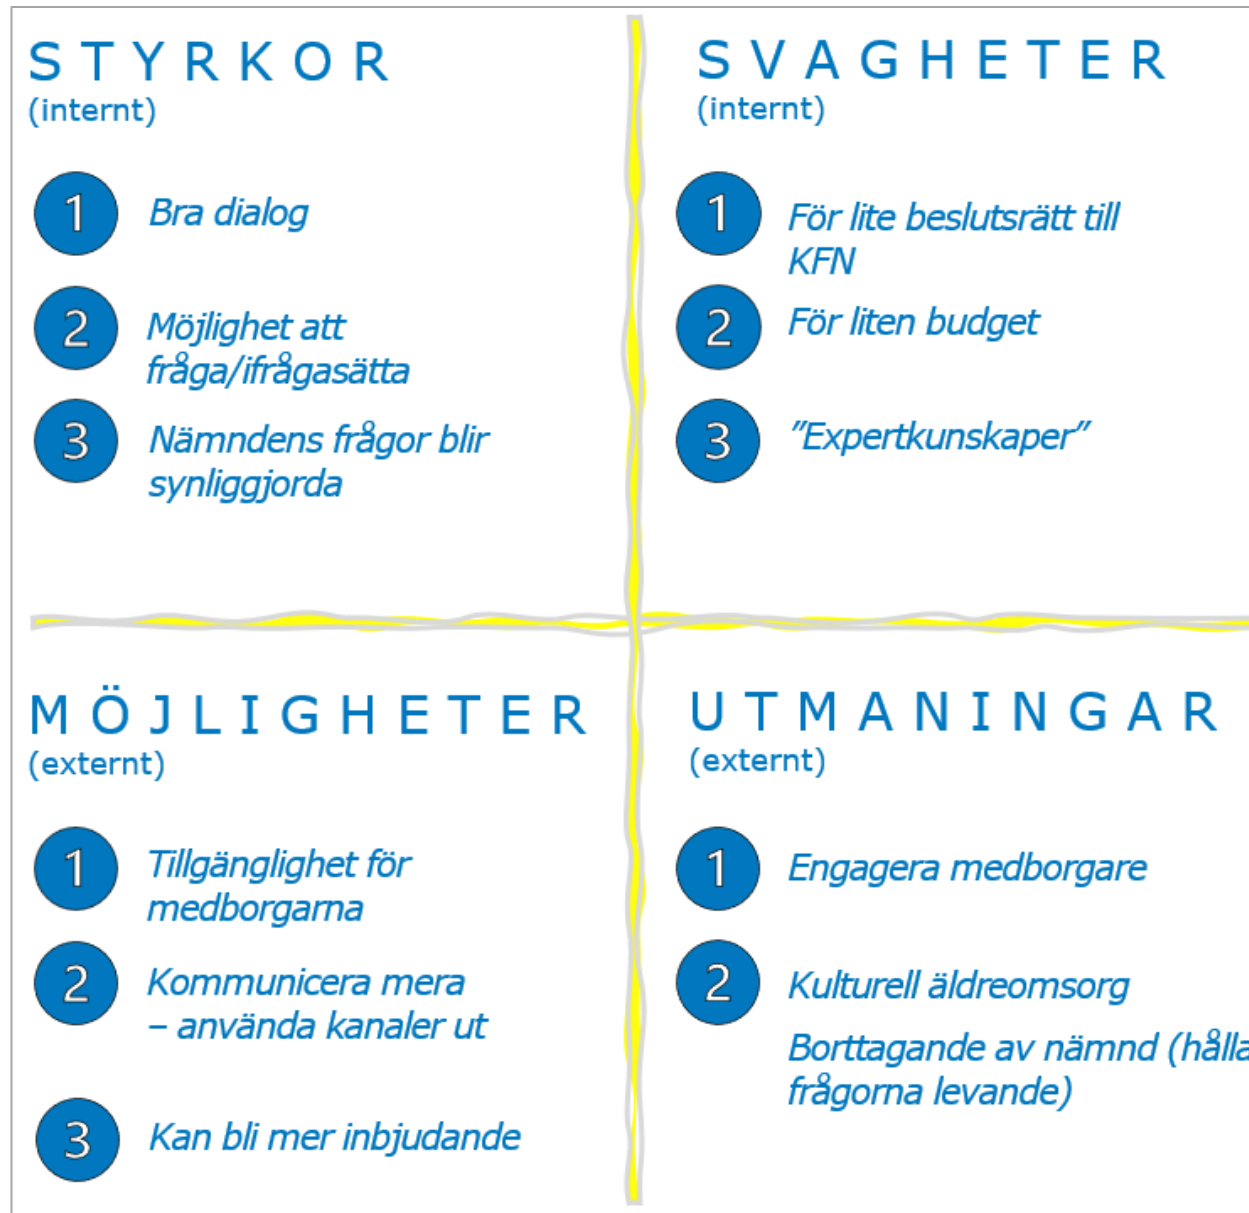 STYRKOR
(internt)
1 Bra dialog
2 Möjlighet att
fråga/ifrågasätta
3 Nämndens frågor blir
synliggjorda
SVAGHETER
(internt)
1 För lite beslutsrätt till
KFN
2 För liten budget
3 ”Expertkunskaper”
MÖJLIGHETER
(externt)
1 Tillgänglighet för
medborgarna
2 Kommunicera mera
– använda kanaler ut
3 Kan bli mer inbjudande
UTMANINGAR
(externt)
1 Engagera medborgare
2 Kulturell äldreomsorg
Borttagande av nämnd (hålla
frågorna levande)